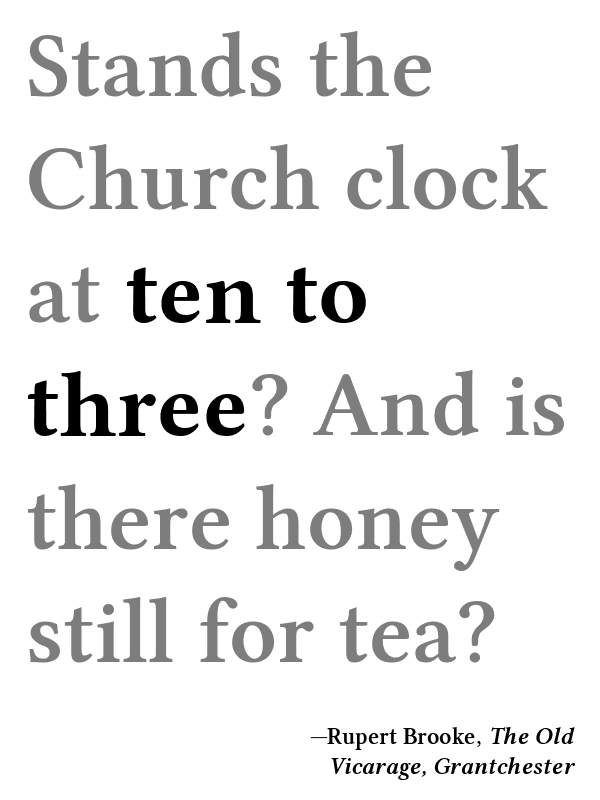 Stands the
Church clock
at ten to
three? And is
there honey
still for tea?
—Rupert Brooke, The Old
Vicarage, Grantchester